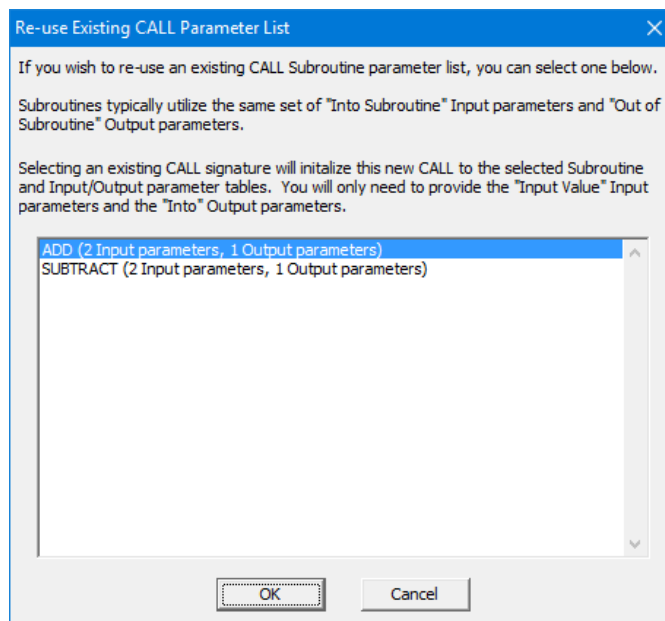 Re-use Existing CALL Parameter List
If you wish to re-use an existing CALL Subroutine parameter list, you can select one below.
Subroutines typically utilize the same set of "Into Subroutine" Input parameters and "Out of
Subroutine" Output parameters.
Selecting an existing CALL signature will initalize this new CALL to the selected Subroutine
and Input/Output parameter tables.  You will only need to provide the "Input Value" Input
parameters and the "Into" Output parameters.
ADD (2 Input parameters, 1 Output parameters)
SUBTRACT (2 Input parameters, 1 Output parameters)
OK Cancel